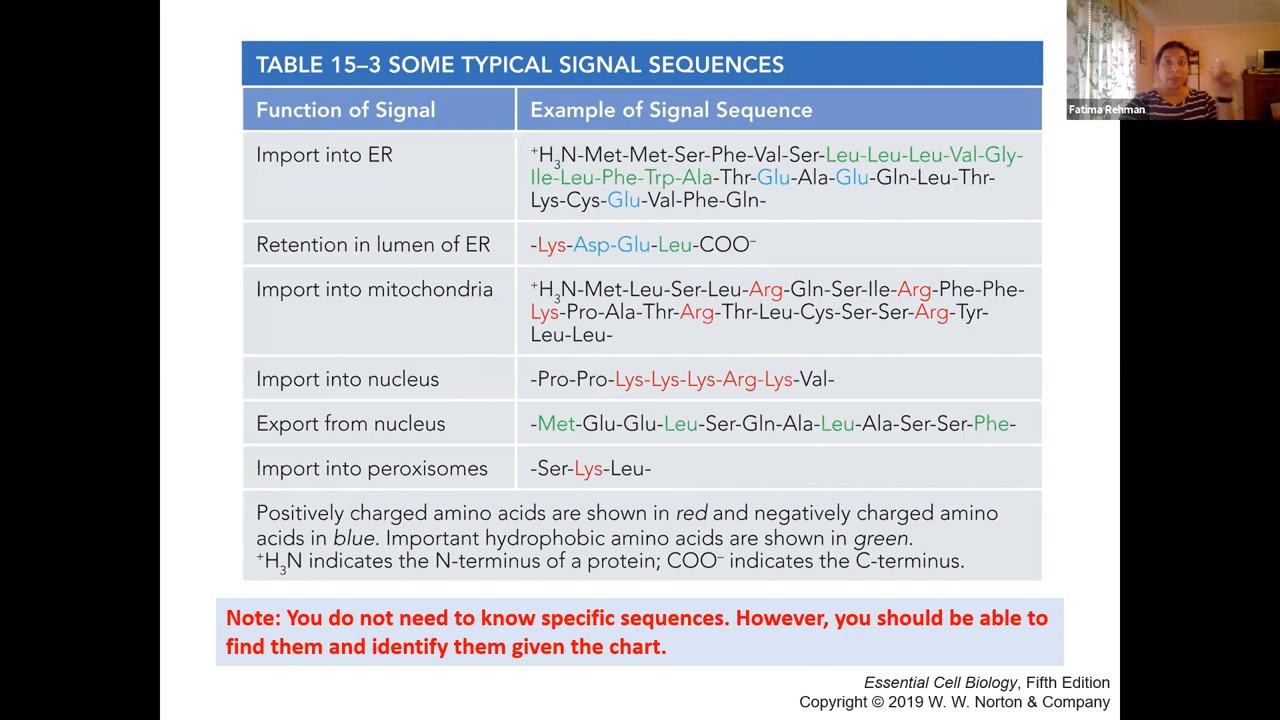 Fatima Rehman
TABLE 15–3 SOME TYPICAL SIGNAL SEQUENCES
Function of Signal
Example of Signal Sequence
Import into ER
⁺H₃N-Met-Met-Ser-Phe-Val-Ser-Leu-Leu-Leu-Val-Gly-
Ile-Leu-Phe-Trp-Ala-Thr-Glu-Ala-Glu-Gln-Leu-Thr-
Lys-Cys-Glu-Val-Phe-Gln-
Retention in lumen of ER
-Lys-Asp-Glu-Leu-COO⁻
Import into mitochondria
⁺H₃N-Met-Leu-Ser-Leu-Arg-Gln-Ser-Ile-Arg-Phe-Phe-
Lys-Pro-Ala-Thr-Arg-Thr-Leu-Cys-Ser-Ser-Arg-Tyr-
Leu-Leu-
Import into nucleus
-Pro-Pro-Lys-Lys-Lys-Arg-Lys-Val-
Export from nucleus
-Met-Glu-Glu-Leu-Ser-Gln-Ala-Leu-Ala-Ser-Ser-Phe-
Import into peroxisomes
-Ser-Lys-Leu-
Positively charged amino acids are shown in red and negatively charged amino
acids in blue. Important hydrophobic amino acids are shown in green.
⁺H₃N indicates the N-terminus of a protein; COO⁻ indicates the C-terminus.
Note: You do not need to know specific sequences. However, you should be able to
find them and identify them given the chart.
Essential Cell Biology, Fifth Edition
Copyright © 2019 W. W. Norton & Company